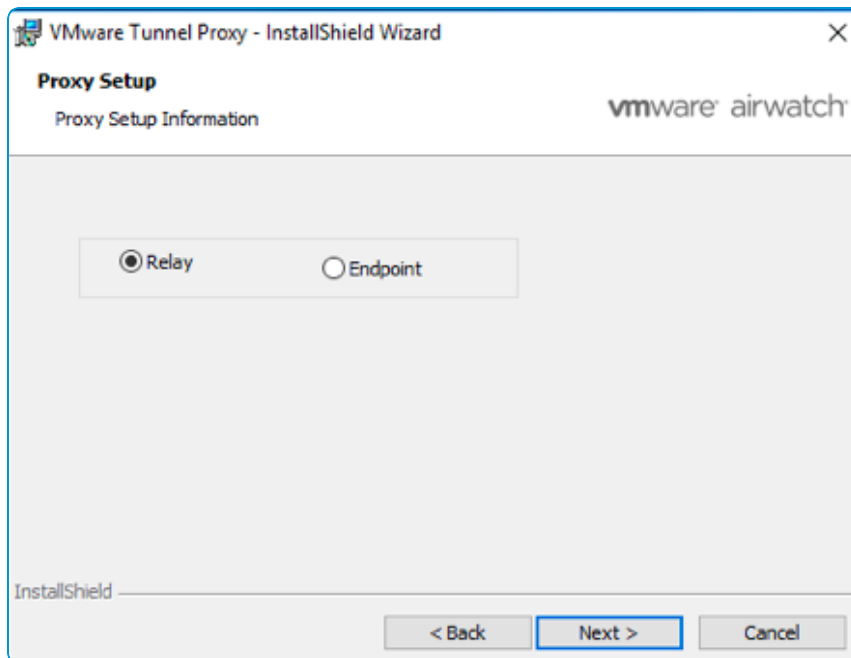 VMware Tunnel Proxy - InstallShield Wizard
Proxy Setup
Proxy Setup Information
vmware airwatch
Relay
Endpoint
InstallShield
< Back
Next >
Cancel